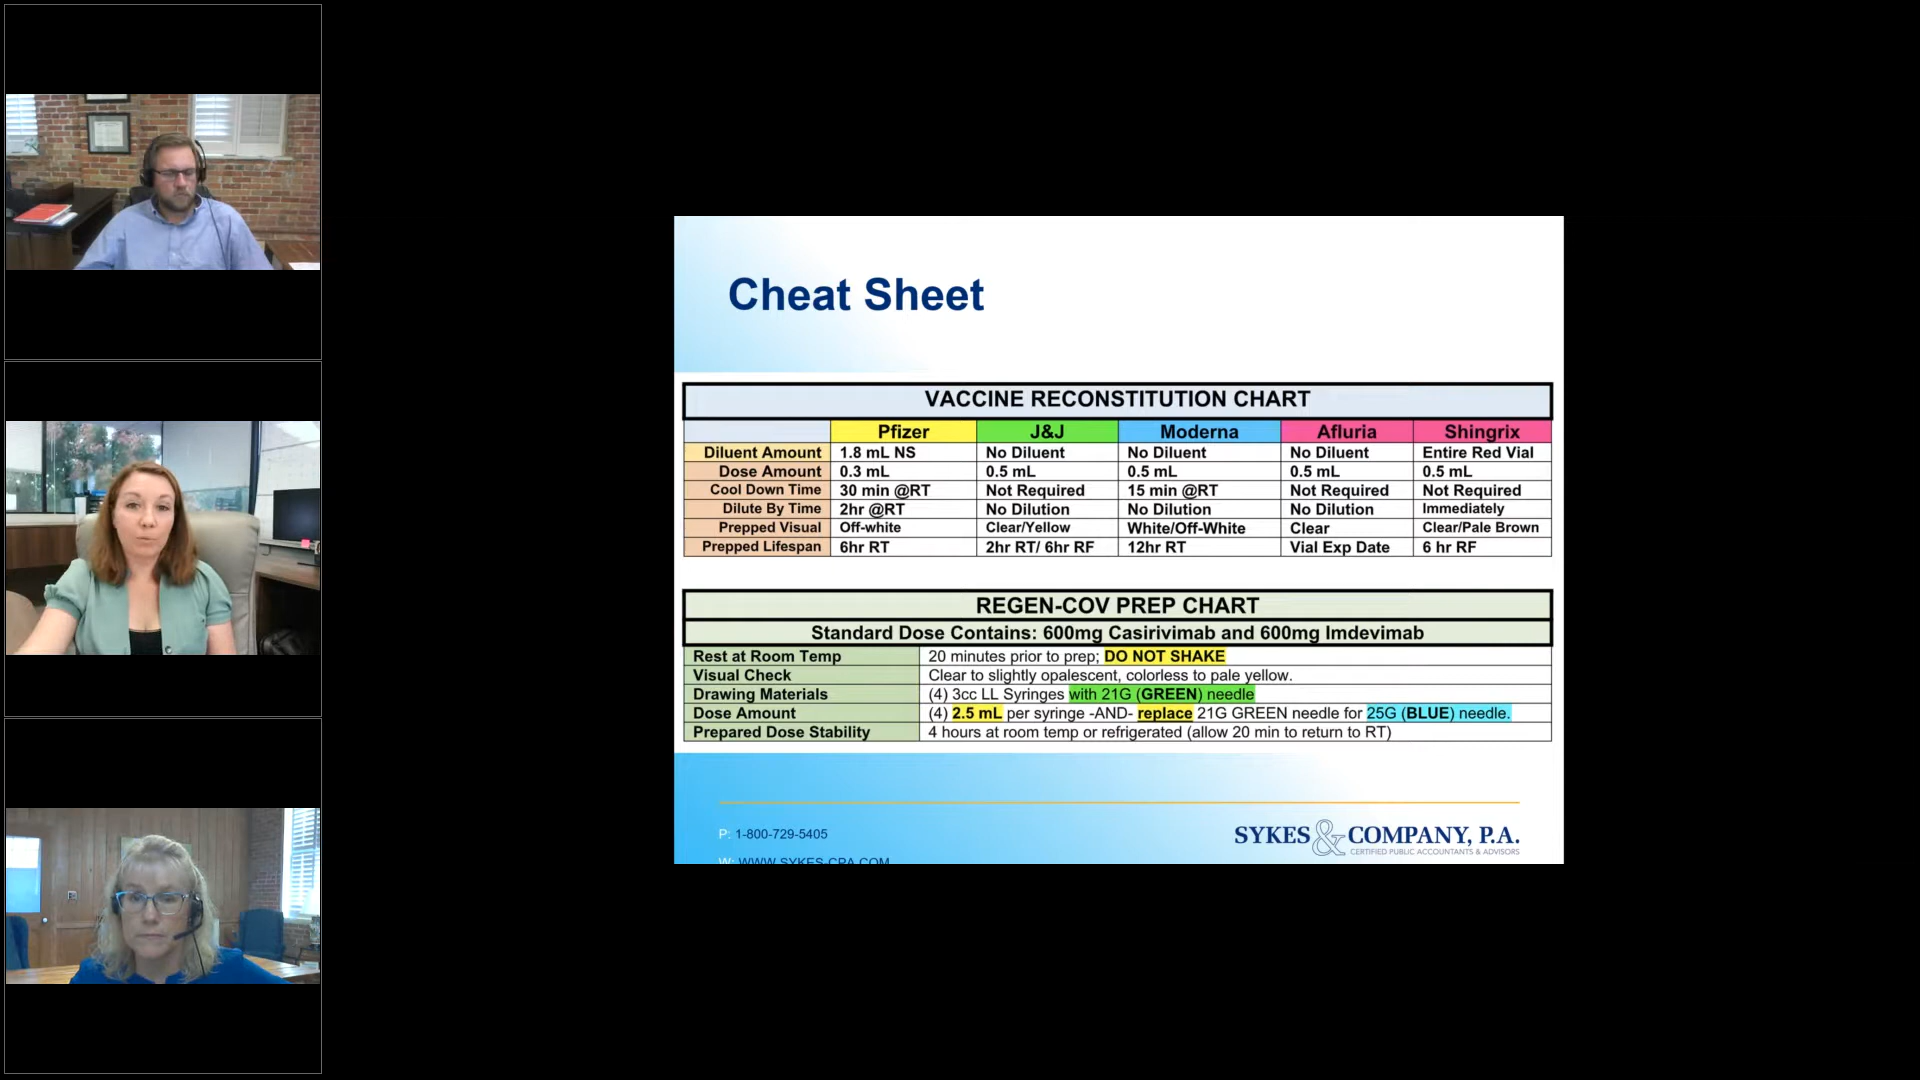 Cheat Sheet
VACCINE RECONSTITUTION CHART
Pfizer J&J Moderna Afluria Shingrix
Diluent Amount 1.8 mL NS No Diluent No Diluent No Diluent Entire Red Vial
Dose Amount 0.3 mL 0.5 mL 0.5 mL 0.5 mL 0.5 mL
Cool Down Time 30 min @RT Not Required 15 min @RT Not Required Not Required
Dilute By Time 2hr @RT No Dilution No Dilution No Dilution Immediately
Prepped Visual Off-white Clear/Yellow White/Off-White Clear Clear/Pale Brown
Prepped Lifespan 6hr RT 2hr RT/ 6hr RF 12hr RT Vial Exp Date 6 hr RF
REGEN-COV PREP CHART
Standard Dose Contains: 600mg Casirivimab and 600mg Imdevimab
Rest at Room Temp 20 minutes prior to prep; DO NOT SHAKE
Visual Check Clear to slightly opalescent, colorless to pale yellow.
Drawing Materials (4) 3cc LL Syringes with 21G (GREEN) needle
Dose Amount (4) 2.5 mL per syringe -AND- replace 21G GREEN needle for 25G (BLUE) needle.
Prepared Dose Stability 4 hours at room temp or refrigerated (allow 20 min to return to RT)
P: 1-800-729-5405
W: WWW.SYKES-CPA.COM
SYKES & COMPANY, P.A.
CERTIFIED PUBLIC ACCOUNTANTS & ADVISORS